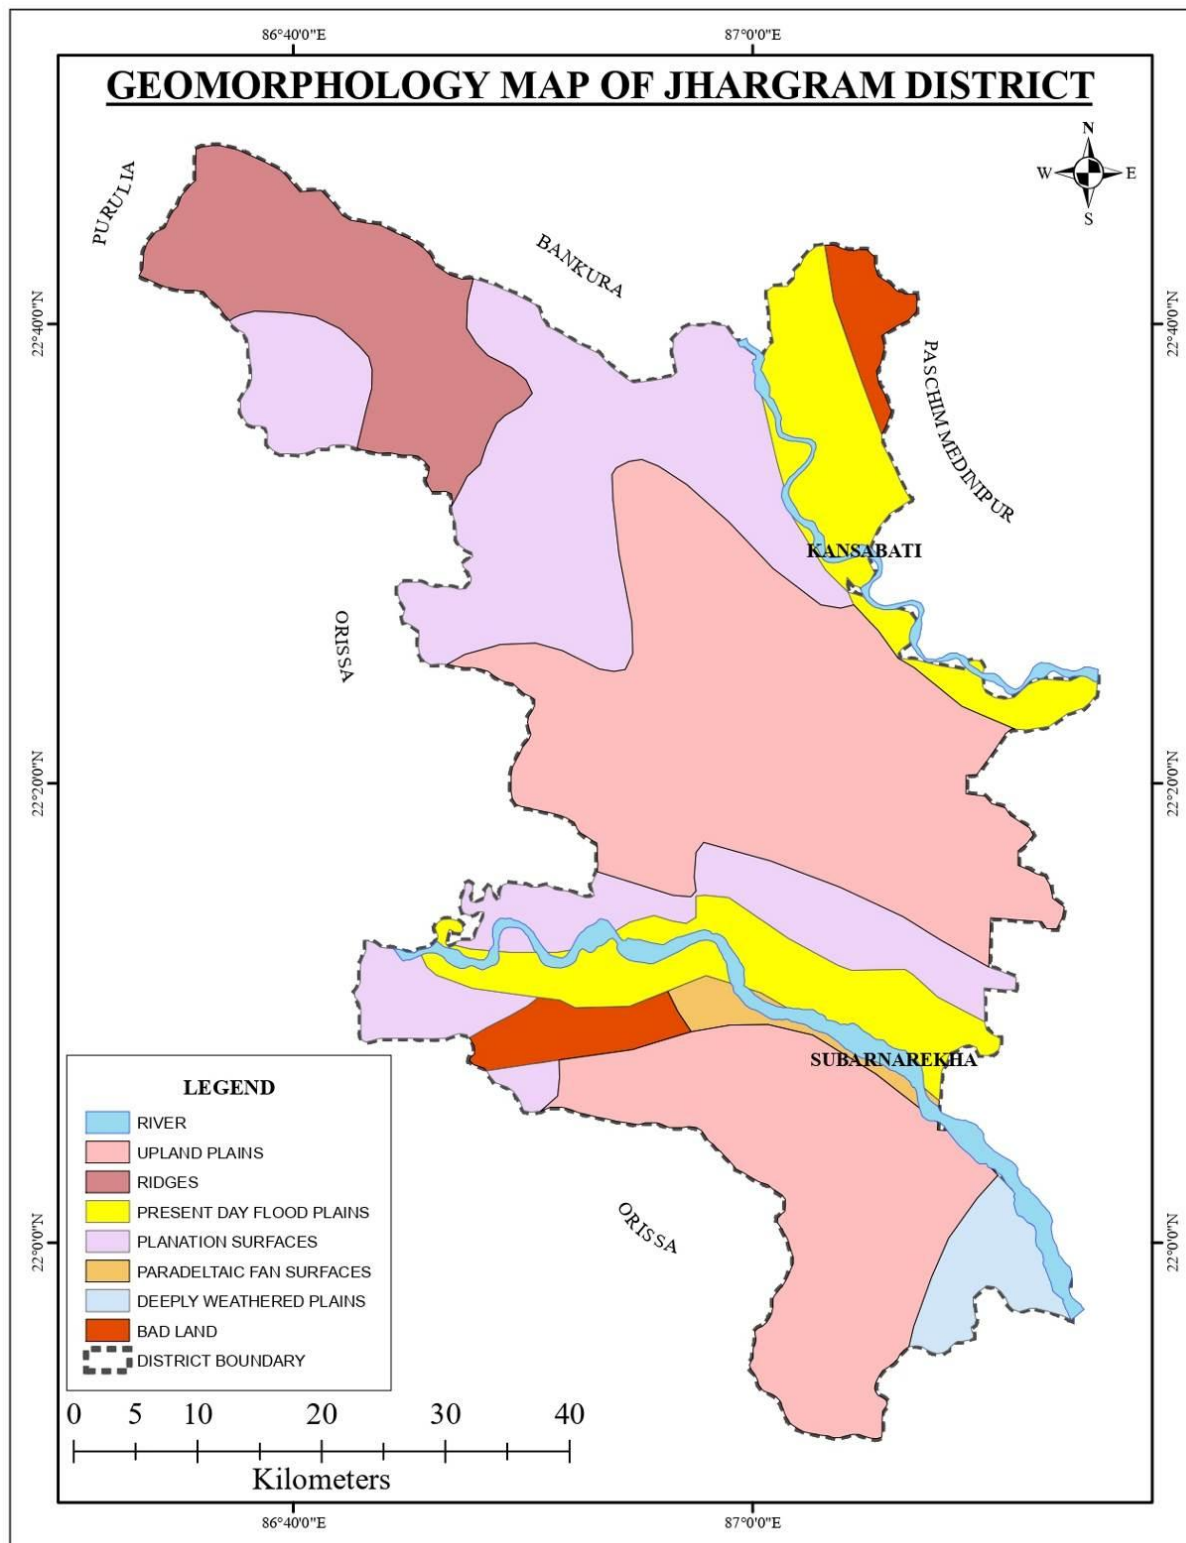 86°40'0"E
87°0'0"E
GEOMORPHOLOGY MAP OF JHARGRAM DISTRICT
N
W E
S
PURULIA
BANKURA
22°40'0"N
22°40'0"N
PASCHIM MEDINIPUR
KANSABATI
ORISSA
22°20'0"N
22°20'0"N
SUBARNAREKHA
ORISSA
22°0'0"N
22°0'0"N
LEGEND
RIVER
UPLAND PLAINS
RIDGES
PRESENT DAY FLOOD PLAINS
PLANATION SURFACES
PARADELTAIC FAN SURFACES
DEEPLY WEATHERED PLAINS
BAD LAND
DISTRICT BOUNDARY
0 5 10 20 30 40
Kilometers
86°40'0"E
87°0'0"E